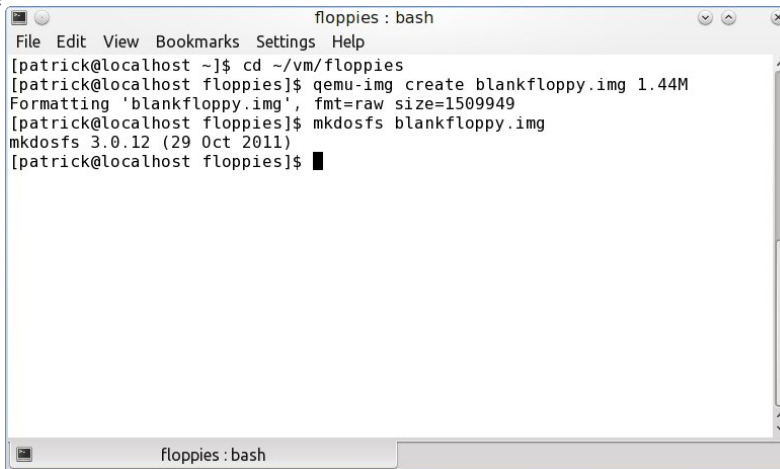 floppies : bash
File Edit View Bookmarks Settings Help
[patrick@localhost ~]$ cd ~/vm/floppies
[patrick@localhost floppies]$ qemu-img create blankfloppy.img 1.44M
Formatting 'blankfloppy.img', fmt=raw size=1509949
[patrick@localhost floppies]$ mkdosfs blankfloppy.img
mkdosfs 3.0.12 (29 Oct 2011)
[patrick@localhost floppies]$
floppies : bash